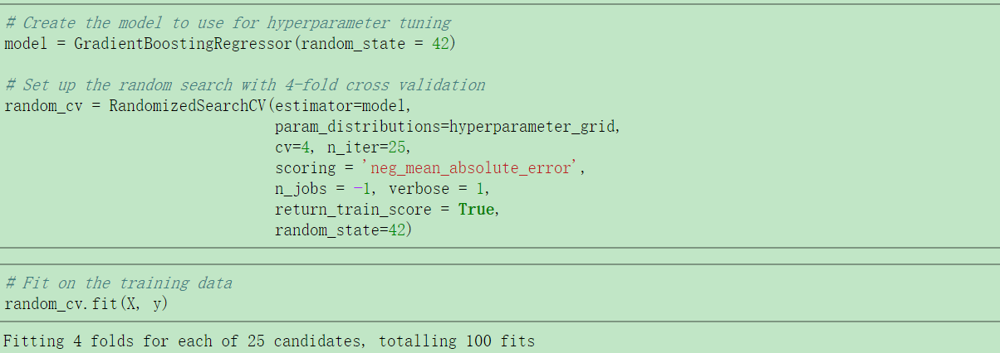 # Create the model to use for hyperparameter tuning
model = GradientBoostingRegressor(random_state = 42)
# Set up the random search with 4-fold cross validation
random_cv = RandomizedSearchCV(estimator=model,
param_distributions=hyperparameter_grid,
cv=4, n_iter=25,
scoring = 'neg_mean_absolute_error',
n_jobs = -1, verbose = 1,
return_train_score = True,
random_state=42)
# Fit on the training data
random_cv.fit(X, y)
Fitting 4 folds for each of 25 candidates, totalling 100 fits